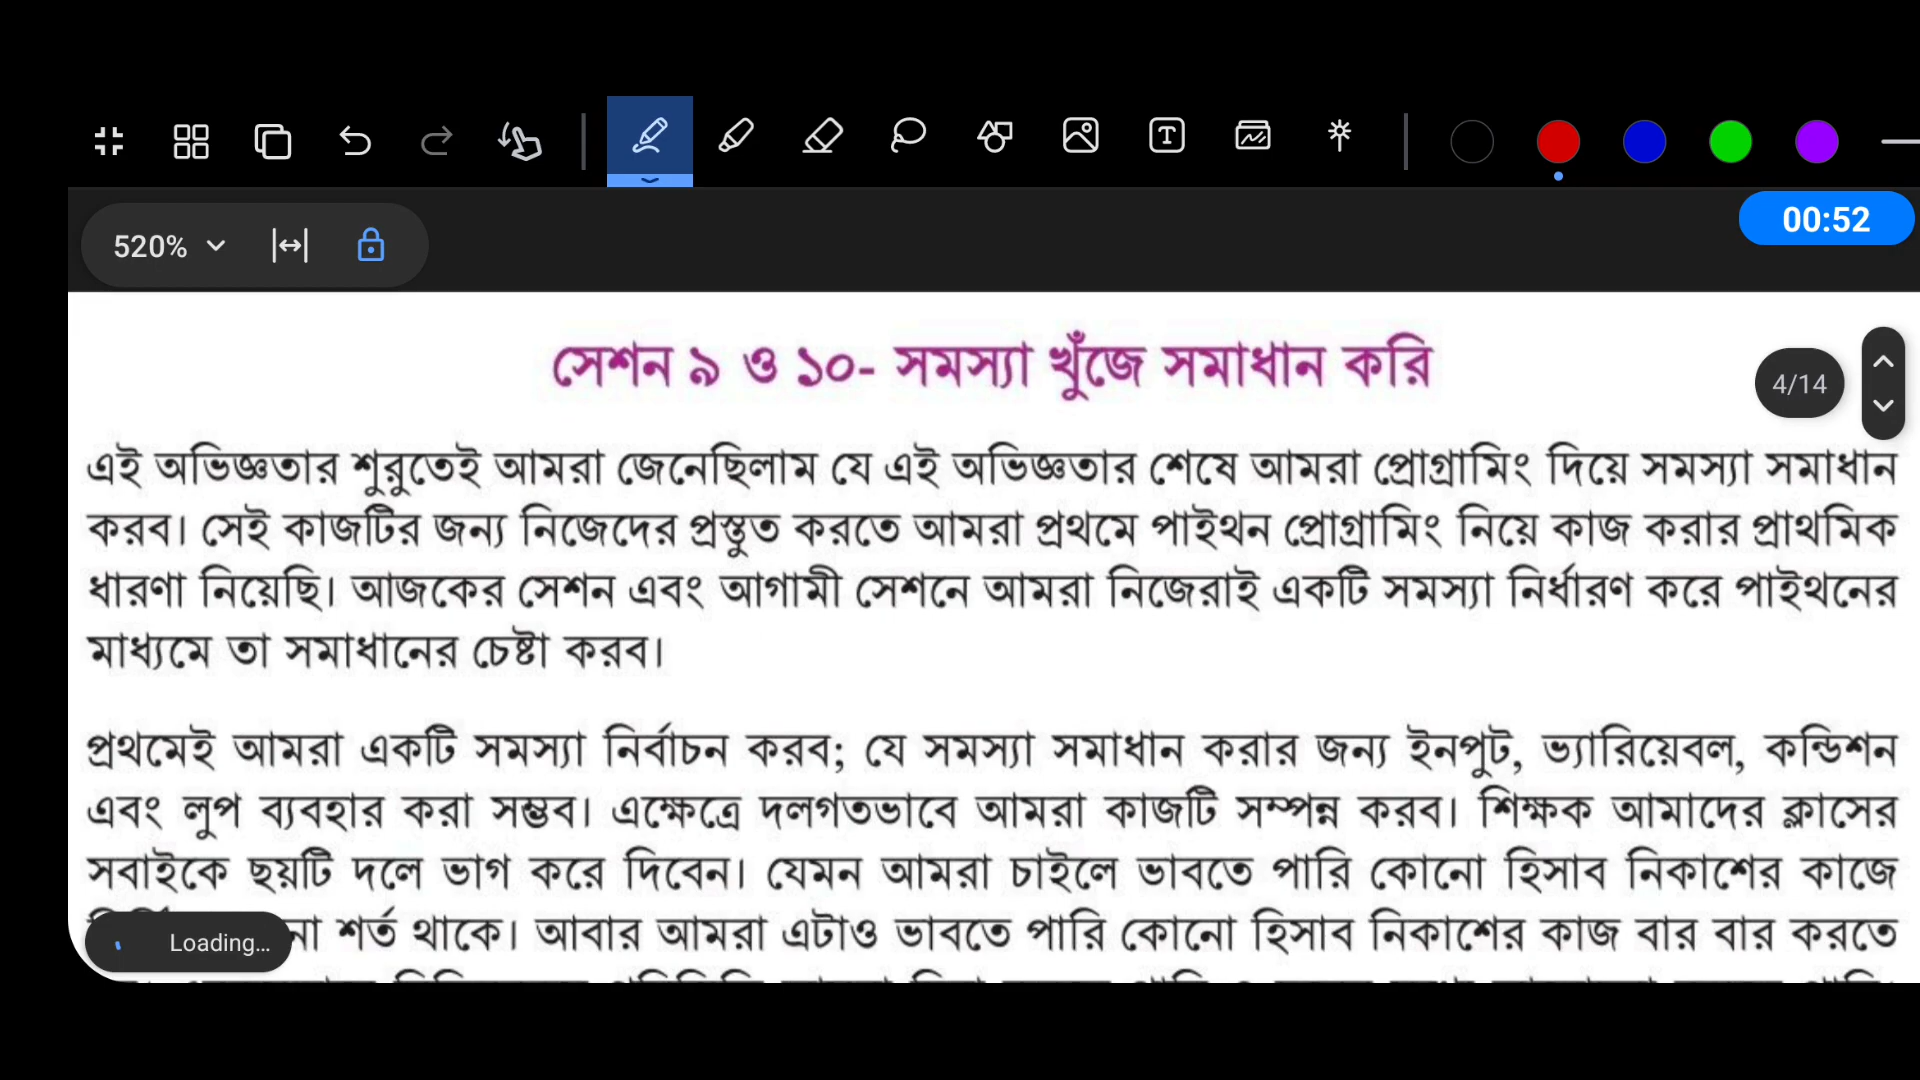 520%
00:52
সেশন ৯ ও ১০- সমস্যা খুঁজে সমাধান করি
4/14
এই অভিজ্ঞতার শুরুতেই আমরা জেনেছিলাম যে এই অভিজ্ঞতার শেষে আমরা প্রোগ্রামিং দিয়ে সমস্যা সমাধান
করব। সেই কাজটির জন্য নিজেদের প্রস্তুত করতে আমরা প্রথমে পাইথন প্রোগ্রামিং নিয়ে কাজ করার প্রাথমিক
ধারণা নিয়েছি। আজকের সেশন এবং আগামী সেশনে আমরা নিজেরাই একটি সমস্যা নির্ধারণ করে পাইথনের
মাধ্যমে তা সমাধানের চেষ্টা করব।
প্রথমেই আমরা একটি সমস্যা নির্বাচন করব; যে সমস্যা সমাধান করার জন্য ইনপুট, ভ্যারিয়েবল, কন্ডিশন
এবং লুপ ব্যবহার করা সম্ভব। এক্ষেত্রে দলগতভাবে আমরা কাজটি সম্পন্ন করব। শিক্ষক আমাদের ক্লাসের
সবাইকে ছয়টি দলে ভাগ করে দিবেন। যেমন আমরা চাইলে ভাবতে পারি কোনো হিসাব নিকাশের কাজে
শর্ত থাকে। আবার আমরা এটাও ভাবতে পারি কোনো হিসাব নিকাশের কাজ বার বার করতে
Loading...